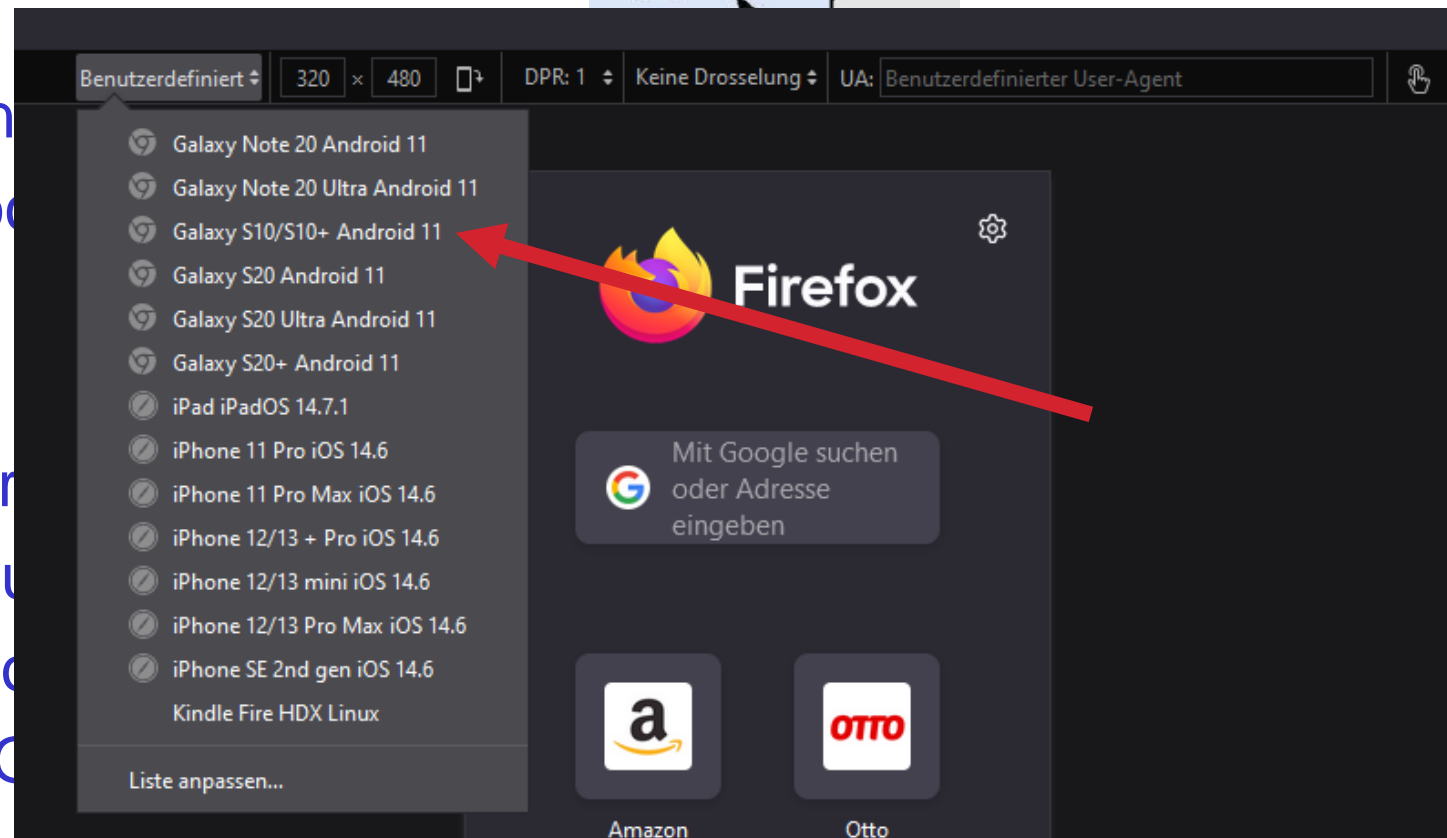 Benutzerdefiniert 320 × 480 DPR: 1 Keine Drosselung UA: Benutzerdefinierter User-Agent
Galaxy Note 20 Android 11
Galaxy Note 20 Ultra Android 11
Galaxy S10/S10+ Android 11
Galaxy S20 Android 11
Galaxy S20 Ultra Android 11
Galaxy S20+ Android 11
iPad iPadOS 14.7.1
iPhone 11 Pro iOS 14.6
iPhone 11 Pro Max iOS 14.6
iPhone 12/13 + Pro iOS 14.6
iPhone 12/13 mini iOS 14.6
iPhone 12/13 Pro Max iOS 14.6
iPhone SE 2nd gen iOS 14.6
Kindle Fire HDX Linux
Liste anpassen...
Firefox
Mit Google suchen
oder Adresse
eingeben
a
OTTO
Amazon Otto